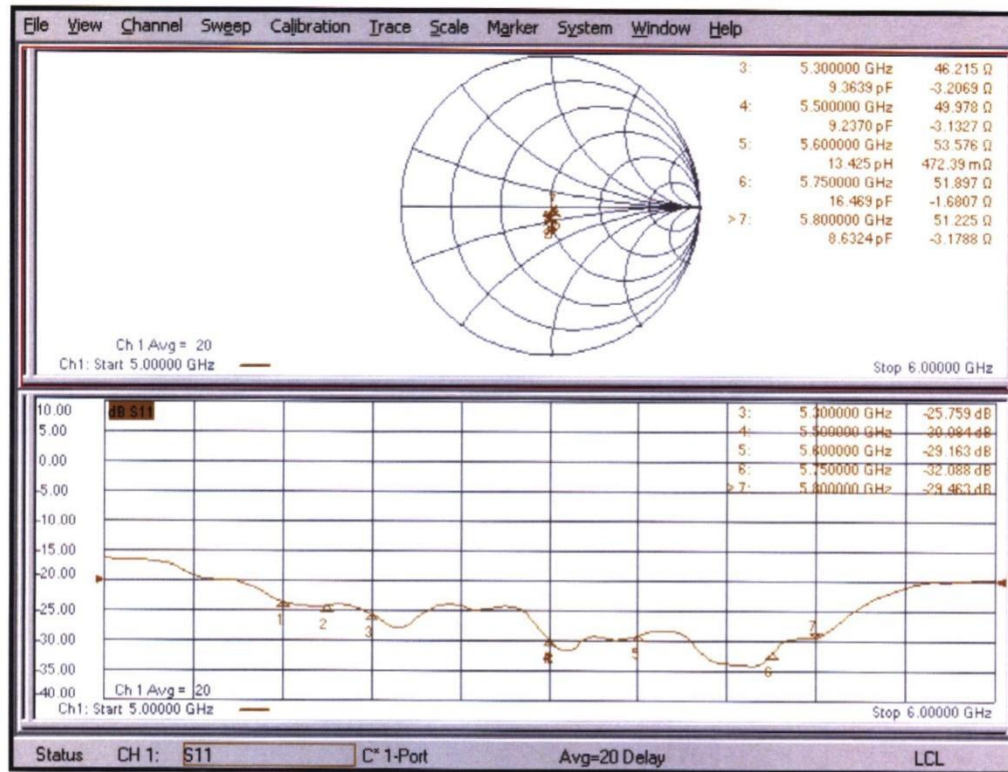 File View Channel Sweep Calibration Trace Scale Marker System Window Help
3: 5.300000 GHz 46.215 Ω
9.3639 pF -3.2069 Ω
4: 5.500000 GHz 49.978 Ω
9.2370 pF -3.1327 Ω
5: 5.600000 GHz 53.576 Ω
13.425 pH 472.39 mΩ
6: 5.750000 GHz 51.897 Ω
16.469 pF -1.6807 Ω
> 7: 5.800000 GHz 51.225 Ω
8.6324 pF -3.1788 Ω
Ch 1 Avg = 20
Ch1: Start 5.00000 GHz
Stop 6.00000 GHz
10.00
5.00
0.00
-5.00
-10.00
-15.00
-20.00
-25.00
-30.00
-35.00
-40.00
dB S11
3: 5.300000 GHz -25.759 dB
4: 5.500000 GHz -30.084 dB
5: 5.600000 GHz -29.163 dB
6: 5.750000 GHz -32.088 dB
> 7: 5.800000 GHz -29.463 dB
1
2
3
5
6
7
Ch 1 Avg = 20
Ch1: Start 5.00000 GHz
Stop 6.00000 GHz
Status CH 1: S11 C* 1-Port Avg=20 Delay LCL